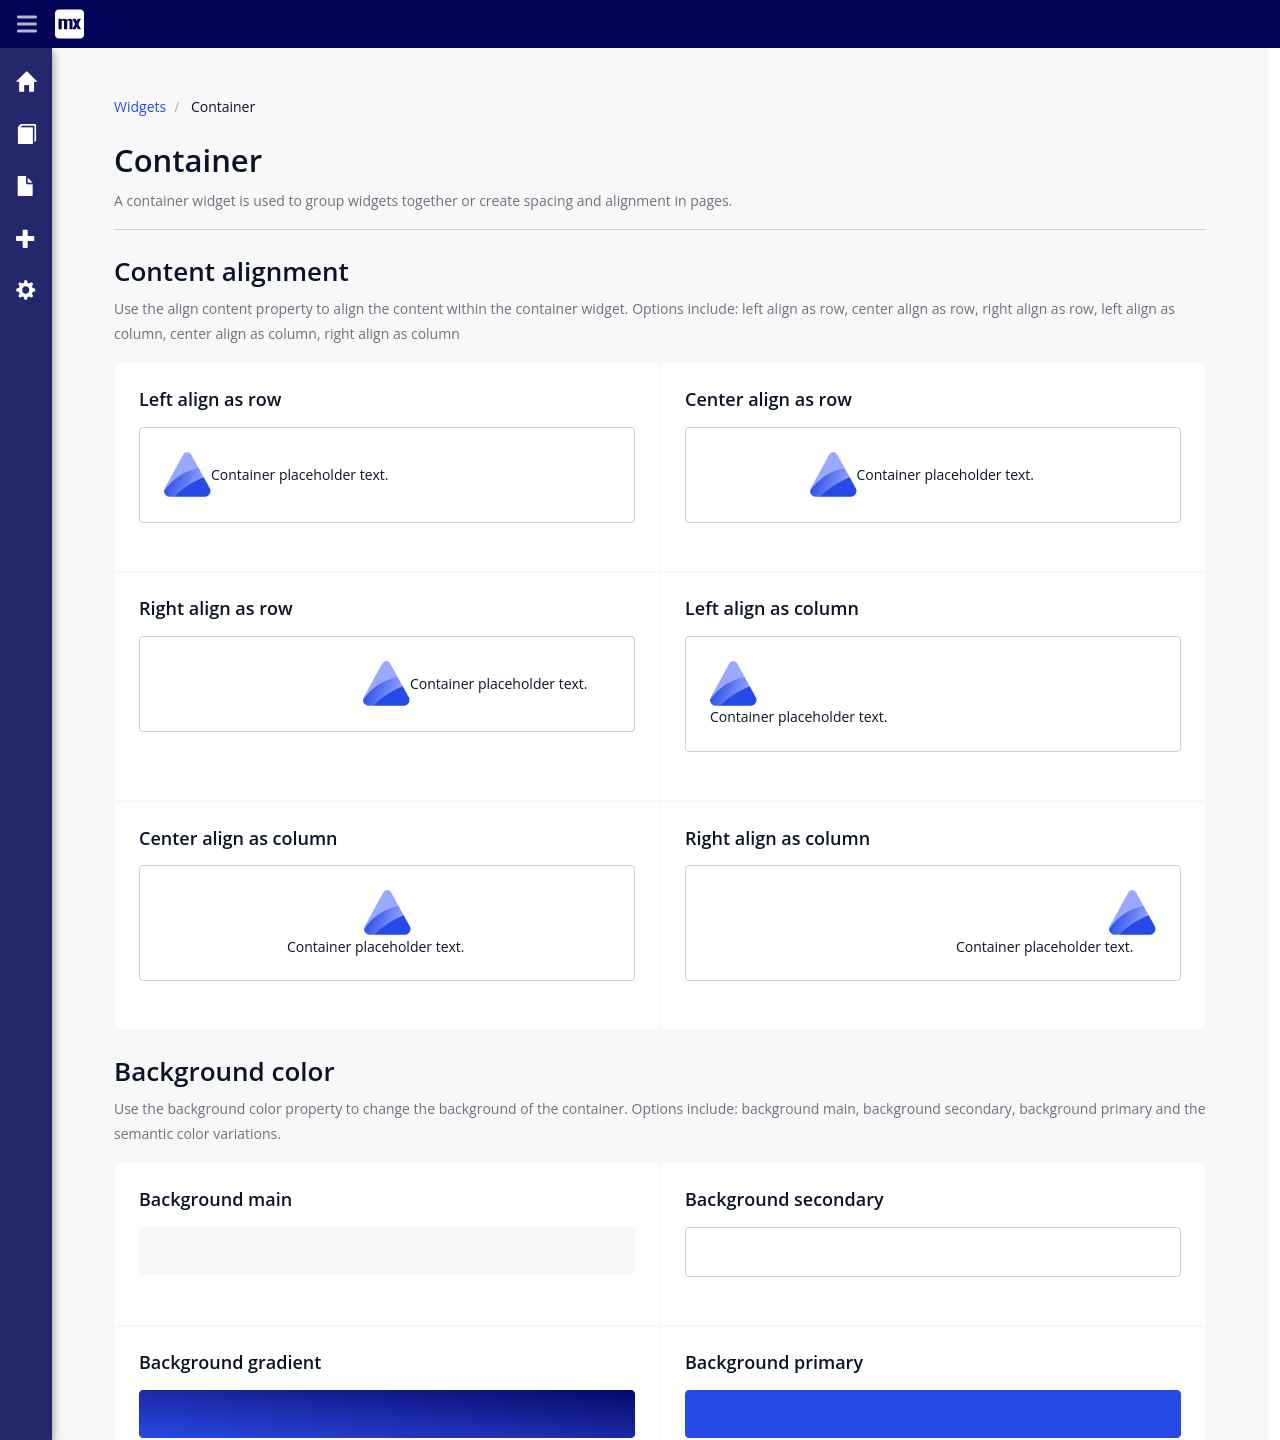 mx
Widgets / Container
Container
A container widget is used to group widgets together or create spacing and alignment in pages.
Content alignment
Use the align content property to align the content within the container widget. Options include: left align as row, center align as row, right align as row, left align as
column, center align as column, right align as column
Left align as row
Center align as row
Container placeholder text.
Container placeholder text.
Right align as row
Left align as column
Container placeholder text.
Container placeholder text.
Center align as column
Right align as column
Container placeholder text.
Container placeholder text.
Background color
Use the background color property to change the background of the container. Options include: background main, background secondary, background primary and the
semantic color variations.
Background main
Background secondary
Background gradient
Background primary